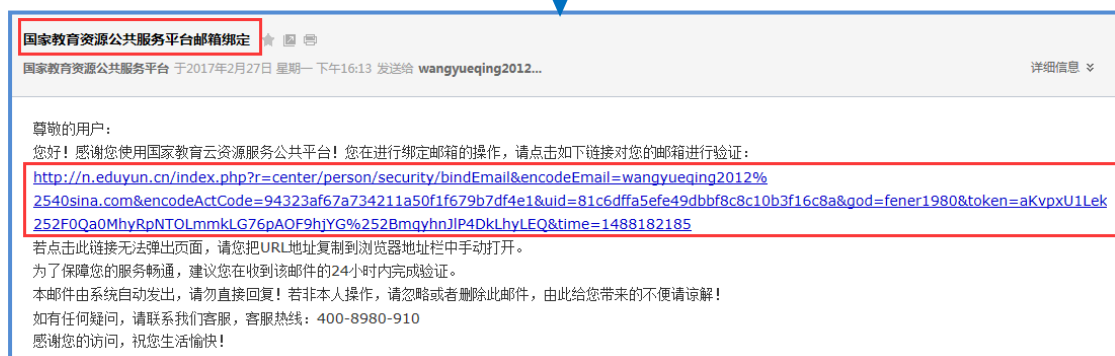 国家教育资源公共服务平台邮箱绑定
国家教育资源公共服务平台 于2017年2月27日 星期一 下午16:13 发送给 wangyueqing2012...
详细信息
尊敬的用户：
您好！感谢您使用国家教育云资源服务公共平台！您在进行绑定邮箱的操作，请点击如下链接对您的邮箱进行验证：
http://n.eduyun.cn/index.php?r=center/person/security/bindEmail&encodeEmail=wangyueqing2012%
2540sina.com&encodeActCode=94323af67a734211a50f1f679b7df4e1&uid=81c6dffa5efe49dbbf8c8c10b3f16c8a&god=fener1980&token=aKvpxU1Lek
252F0Qa0MhyRpNTOLmmkLG76pAOF9hjYG%252BmqyhnJlP4DkLhyLEQ&time=1488182185
若点击此链接无法弹出页面，请您把URL地址复制到浏览器地址栏中手动打开。
为了保障您的服务畅通，建议您在收到该邮件的24小时内完成验证。
本邮件由系统自动发出，请勿直接回复！若非本人操作，请忽略或者删除此邮件，由此给您带来的不便请谅解！
如有任何疑问，请联系我们客服，客服热线：400-8980-910
感谢您的访问，祝您生活愉快！